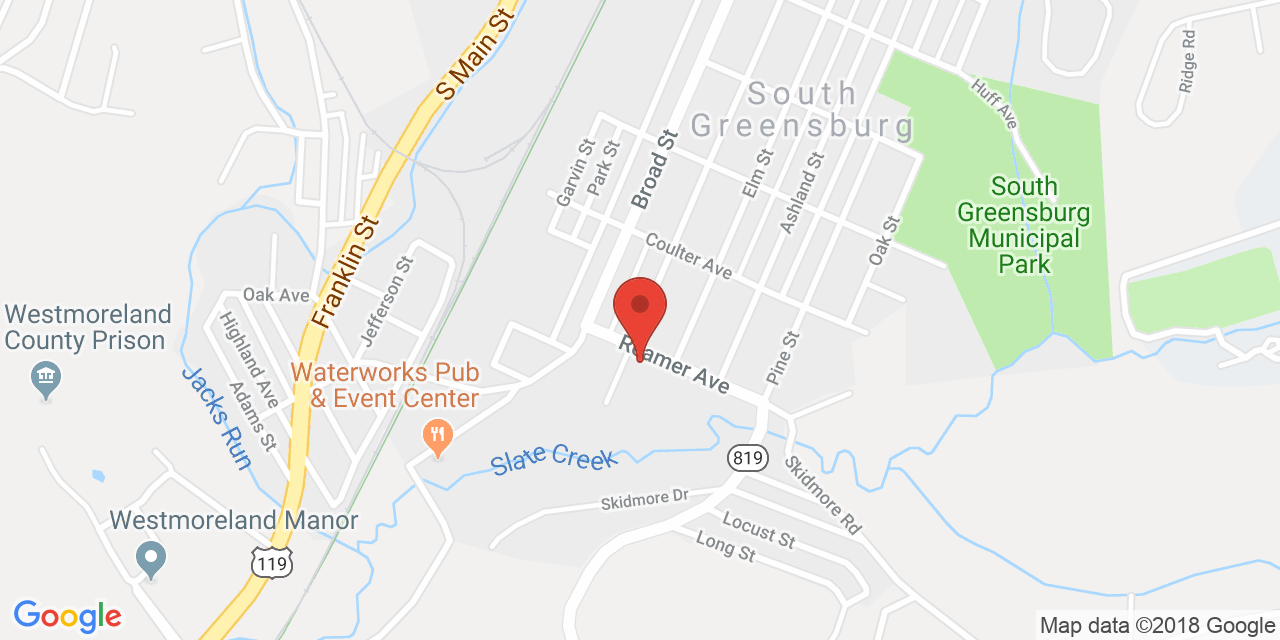 S Main St
Ridge Rd
Huff Ave
South
Greensburg
Garvin St
Park St
Broad St
Elm St
Ashland St
South
Greensburg
Municipal
Park
Oak St
Coulter Ave
Franklin St
Jefferson St
Oak Ave
Westmoreland
County Prison
Highland Ave
Adams St
Jacks Run
Waterworks Pub
& Event Center
Reamer Ave
Pine St
Slate Creek
819
Skidmore Rd
Skidmore Dr
Locust St
Long St
Westmoreland Manor
119
Google
Map data ©2018 Google